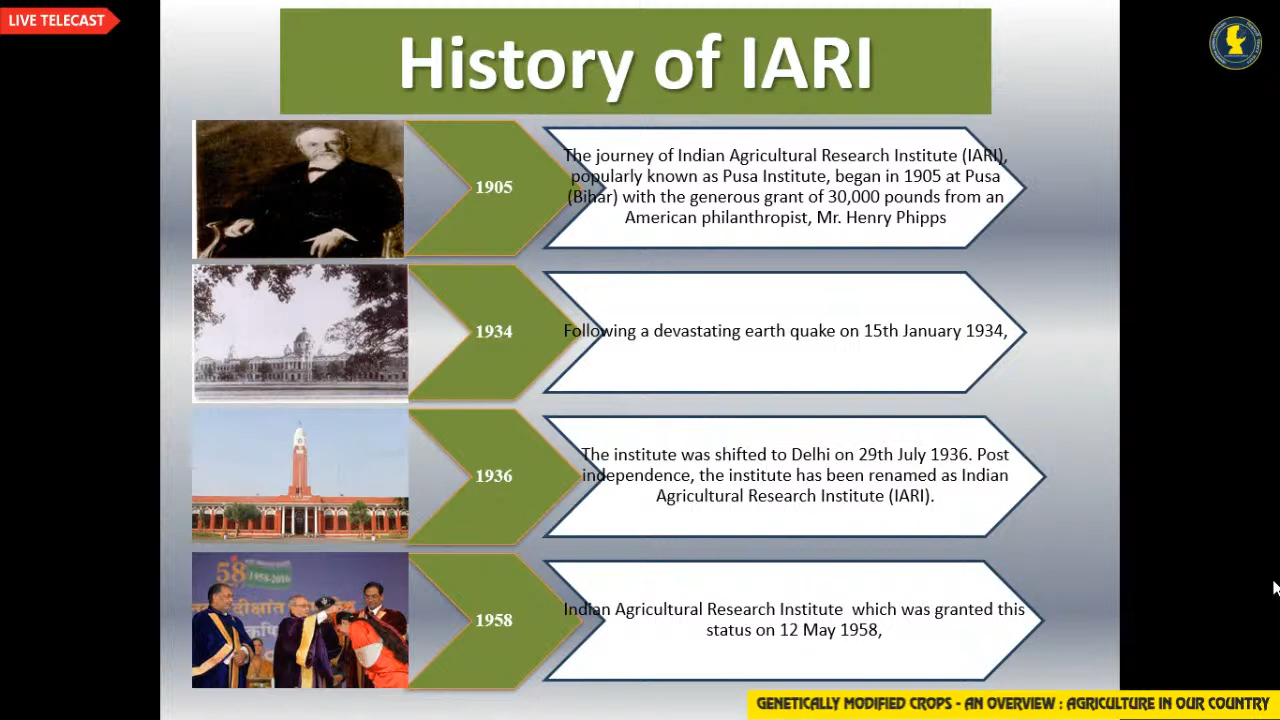 LIVE TELECAST
History of IARI
1905
The journey of Indian Agricultural Research Institute (IARI),
popularly known as Pusa Institute, began in 1905 at Pusa
(Bihar) with the generous grant of 30,000 pounds from an
American philanthropist, Mr. Henry Phipps
1934
Following a devastating earth quake on 15th January 1934,
1936
The institute was shifted to Delhi on 29th July 1936. Post
independence, the institute has been renamed as Indian
Agricultural Research Institute (IARI).
58
1958-2016
दीक्षांत
1958
Indian Agricultural Research Institute  which was granted this
status on 12 May 1958,
GENETICALLY MODIFIED CROPS - AN OVERVIEW : AGRICULTURE IN OUR COUNTRY